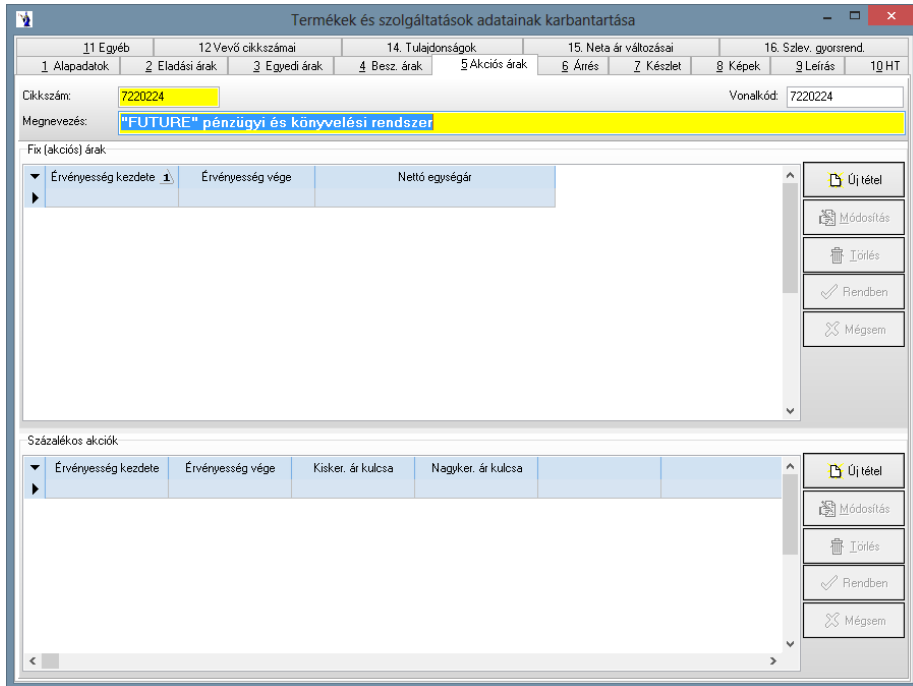 Termékek és szolgáltatások adatainak karbantartása
11 Egyéb 12 Vevő cikkszámai 14. Tulajdonságok 15. Neta ár változásai 16. Szlev. gyorsrend.
1 Alapadatok 2 Eladási árak 3 Egyedi árak 4 Besz. árak 5 Akciós árak 6 Árrés 7 Készlet 8 Képek 9 Leírás 10 HT
Cikkszám: 7220224 Vonalkód: 7220224
Megnevezés: "FUTURE" pénzügyi és könyvelési rendszer
Fix (akciós) árak
Érvényesség kezdete 1 Érvényesség vége Nettó egységár
Új tétel
Módosítás
Törlés
Rendben
Mégsem
Százalékos akciók
Érvényesség kezdete Érvényesség vége Kisker. ár kulcsa Nagyker. ár kulcsa
Új tétel
Módosítás
Törlés
Rendben
Mégsem